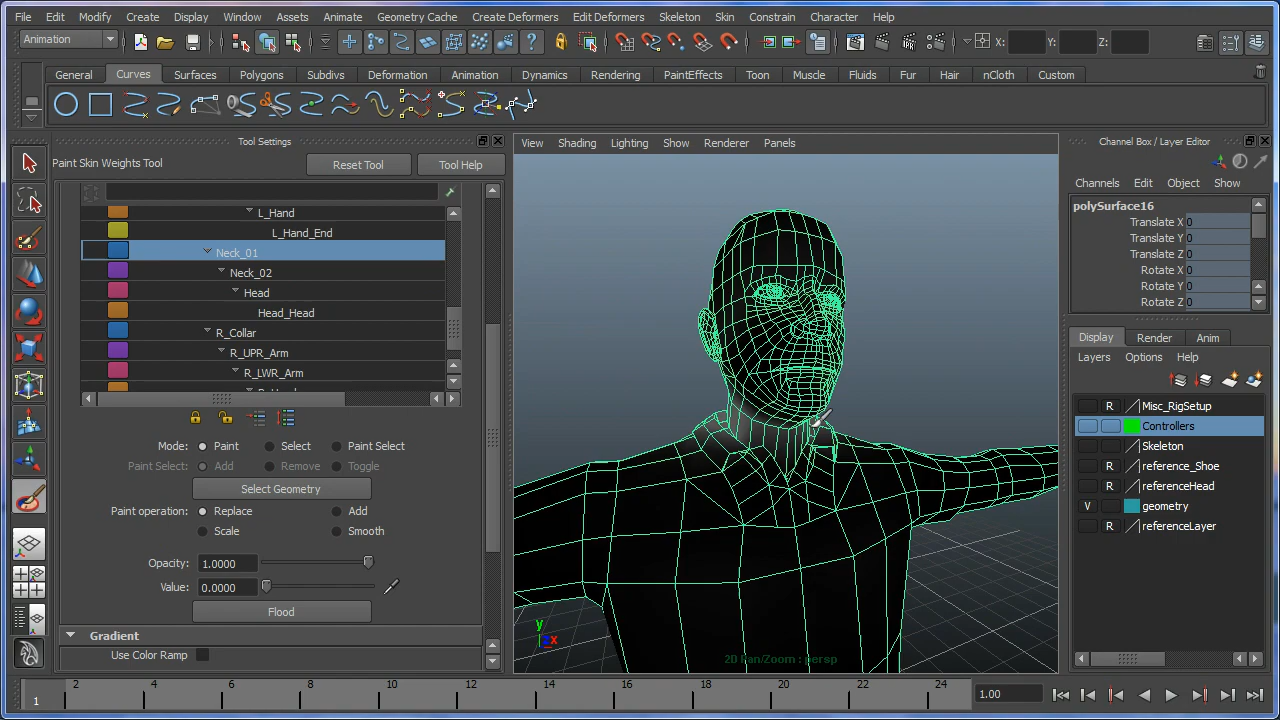 File Edit Modify Create Display Window Assets Animate Geometry Cache Create Deformers Edit Deformers Skeleton Skin Constrain Character Help
Animation X: Y: Z:
General Curves Surfaces Polygons Subdivs Deformation Animation Dynamics Rendering PaintEffects Toon Muscle Fluids Fur Hair nCloth Custom
Tool Settings
Paint Skin Weights Tool Reset Tool Tool Help
L_Hand
L_Hand_End
Neck_01
Neck_02
Head
Head_Head
R_Collar
R_UPR_Arm
R_LWR_Arm
Mode: Paint Select Paint Select
Paint Select: Add Remove Toggle
Select Geometry
Paint operation: Replace Add
Scale Smooth
Opacity: 1.0000
Value: 0.0000
Flood
Gradient
Use Color Ramp
View Shading Lighting Show Renderer Panels
y
z x
2D Fan/Zoom : persp
Channel Box / Layer Editor
Channels Edit Object Show
polySurface16
Translate X 0
Translate Y 0
Translate Z 0
Rotate X 0
Rotate Y 0
Rotate Z 0
Display Render Anim
Layers Options Help
R Misc_RigSetup
Controllers
Skeleton
R reference_Shoe
R referenceHead
V geometry
R referenceLayer
1 2 4 6 8 10 12 14 16 18 20 22 24 1.00